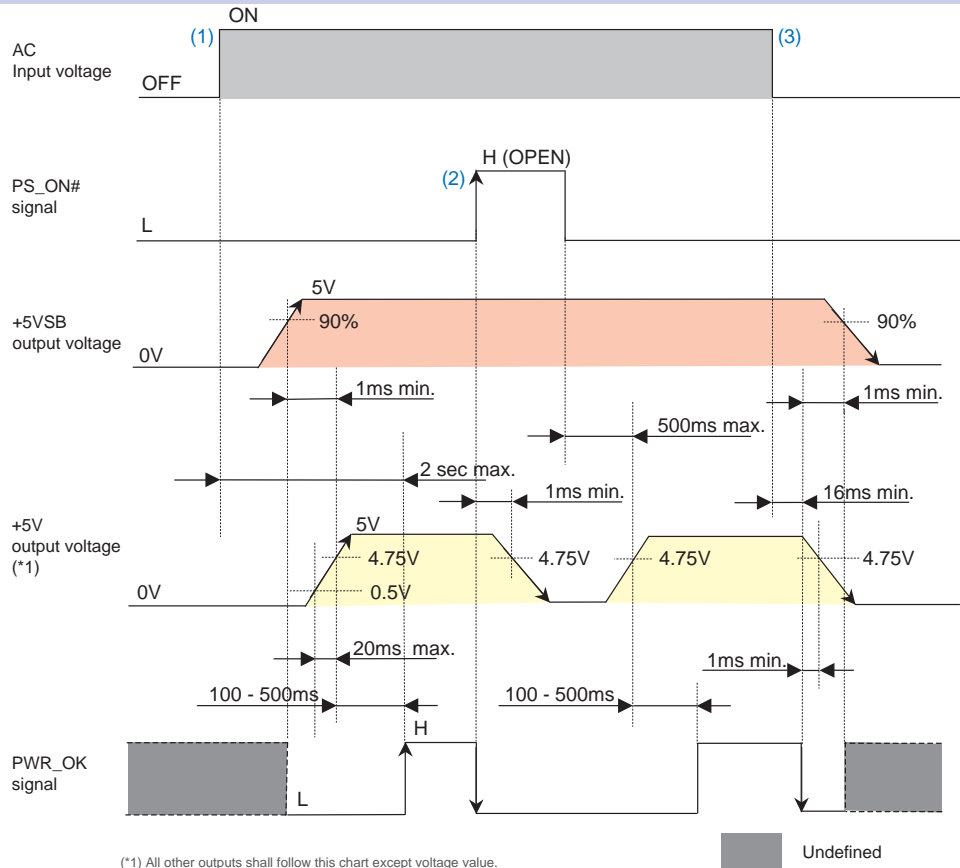 ON
(1)
(3)
AC
Input voltage
OFF
H (OPEN)
(2)
PS_ON#
signal
L
5V
+5VSB
output voltage
90%
90%
0V
1ms min.
1ms min.
500ms max.
2 sec max.
1ms min.
16ms min.
+5V
output voltage
(*1)
5V
4.75V
4.75V
4.75V
4.75V
0.5V
0V
20ms max.
1ms min.
100 - 500ms
100 - 500ms
H
PWR_OK
signal
L
Undefined
(*1) All other outputs shall follow this chart except voltage value.